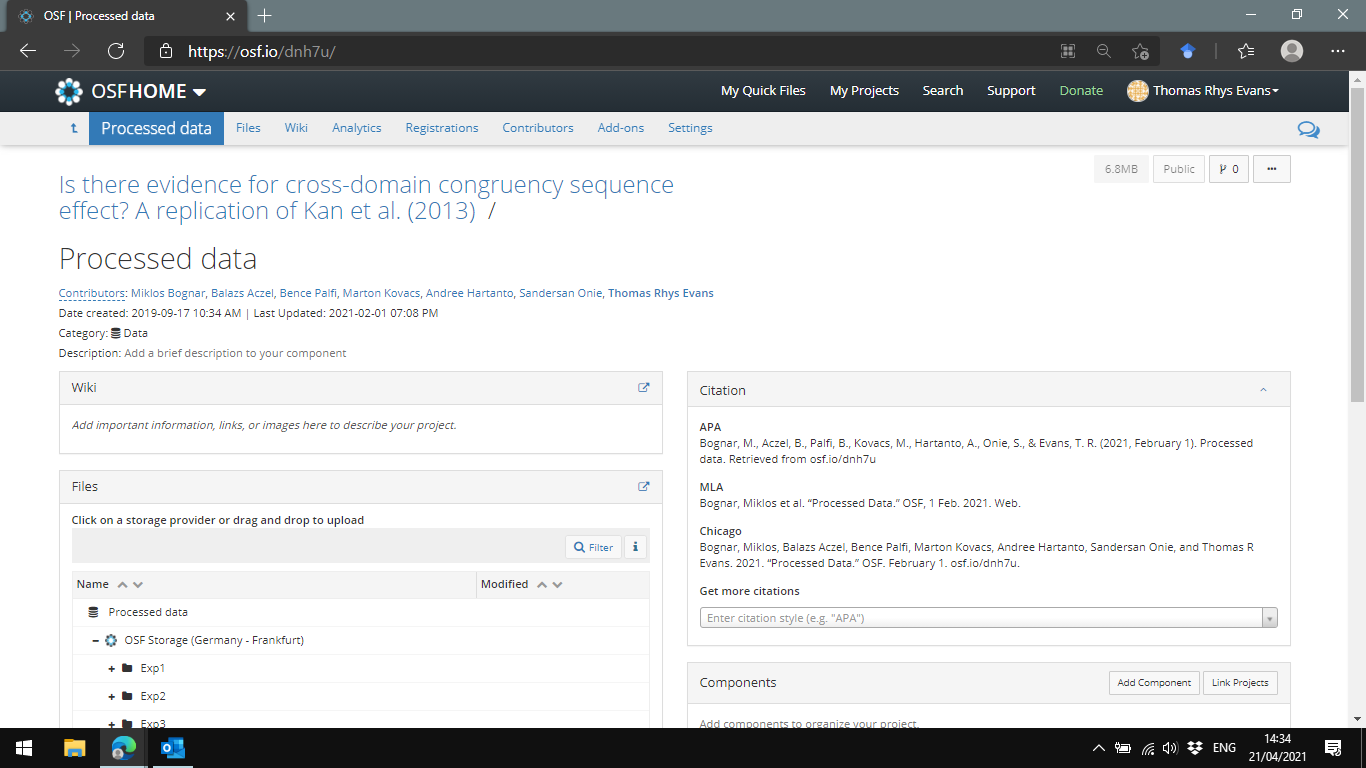 OSF | Processed data
https://osf.io/dnh7u/
OSFHOME
My Quick Files
My Projects
Search
Support
Donate
Thomas Rhys Evans
Processed data
Files
Wiki
Analytics
Registrations
Contributors
Add-ons
Settings
6.8MB
Public
0
Is there evidence for cross-domain congruency sequence
effect? A replication of Kan et al. (2013) /
Processed data
Contributors: Miklos Bognar, Balazs Aczel, Bence Palfi, Marton Kovacs, Andree Hartanto, Sandersan Onie, Thomas Rhys Evans
Date created: 2019-09-17 10:34 AM | Last Updated: 2021-02-01 07:08 PM
Category: Data
Description: Add a brief description to your component
Wiki
Add important information, links, or images here to describe your project.
Files
Click on a storage provider or drag and drop to upload
Filter
i
Name
Modified
Processed data
OSF Storage (Germany - Frankfurt)
Exp1
Exp2
Exp3
Citation
APA
Bognar, M., Aczel, B., Palfi, B., Kovacs, M., Hartanto, A., Onie, S., & Evans, T. R. (2021, February 1). Processed
data. Retrieved from osf.io/dnh7u
MLA
Bognar, Miklos et al. “Processed Data.” OSF, 1 Feb. 2021. Web.
Chicago
Bognar, Miklos, Balazs Aczel, Bence Palfi, Marton Kovacs, Andree Hartanto, Sandersan Onie, and Thomas R
Evans. 2021. “Processed Data.” OSF. February 1. osf.io/dnh7u.
Get more citations
Enter citation style (e.g. "APA")
Components
Add Component
Link Projects
Add components to organize your project.
ENG
14:34
21/04/2021